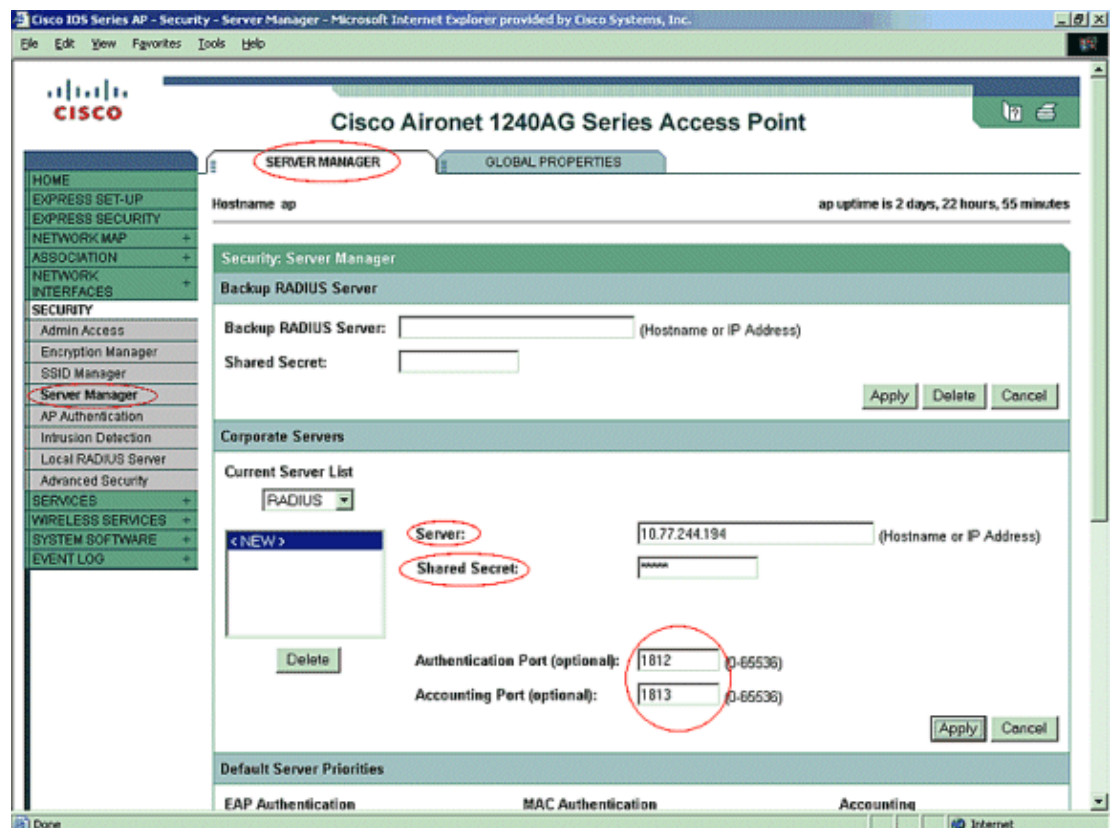 Cisco IOS Series AP - Security - Server Manager - Microsoft Internet Explorer provided by Cisco Systems, Inc.
File Edit View Favorites Tools Help
CISCO
Cisco Aironet 1240AG Series Access Point
SERVER MANAGER GLOBAL PROPERTIES
HOME
EXPRESS SET-UP
EXPRESS SECURITY
NETWORK MAP +
ASSOCIATION +
NETWORK
INTERFACES +
SECURITY
Admin Access
Encryption Manager
SSID Manager
Server Manager
AP Authentication
Intrusion Detection
Local RADIUS Server
Advanced Security
SERVICES +
WIRELESS SERVICES +
SYSTEM SOFTWARE +
EVENT LOG +
Hostname ap ap uptime is 2 days, 22 hours, 55 minutes
Security: Server Manager
Backup RADIUS Server
Backup RADIUS Server: (Hostname or IP Address)
Shared Secret:
Apply Delete Cancel
Corporate Servers
Current Server List
RADIUS
< NEW >
Delete
Server: 10.77.244.194 (Hostname or IP Address)
Shared Secret: *****
Authentication Port (optional): 1812 (0-65536)
Accounting Port (optional): 1813 (0-65536)
Apply Cancel
Default Server Priorities
EAP Authentication MAC Authentication Accounting
Done Internet